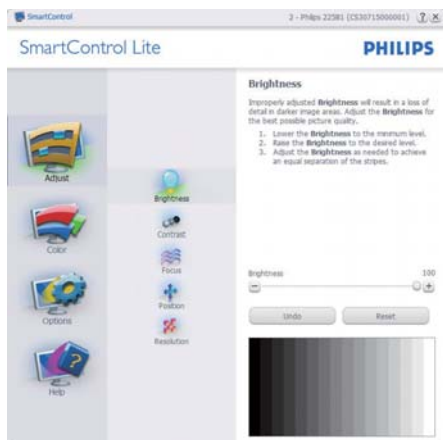 SmartControl
2 - Philips 225B1 (CS30715000001)
SmartControl Lite
PHILIPS
Adjust
Color
Options
Help
Brightness
Contrast
Focus
Position
Resolution
Brightness
Improperly adjusted Brightness will result in a loss of
detail in darker image areas. Adjust the Brightness for
the best possible picture quality.
1. Lower the Brightness to the minimum level.
2. Raise the Brightness to the desired level.
3. Adjust the Brightness as needed to achieve
an equal separation of the stripes.
Brightness 100
Undo Reset